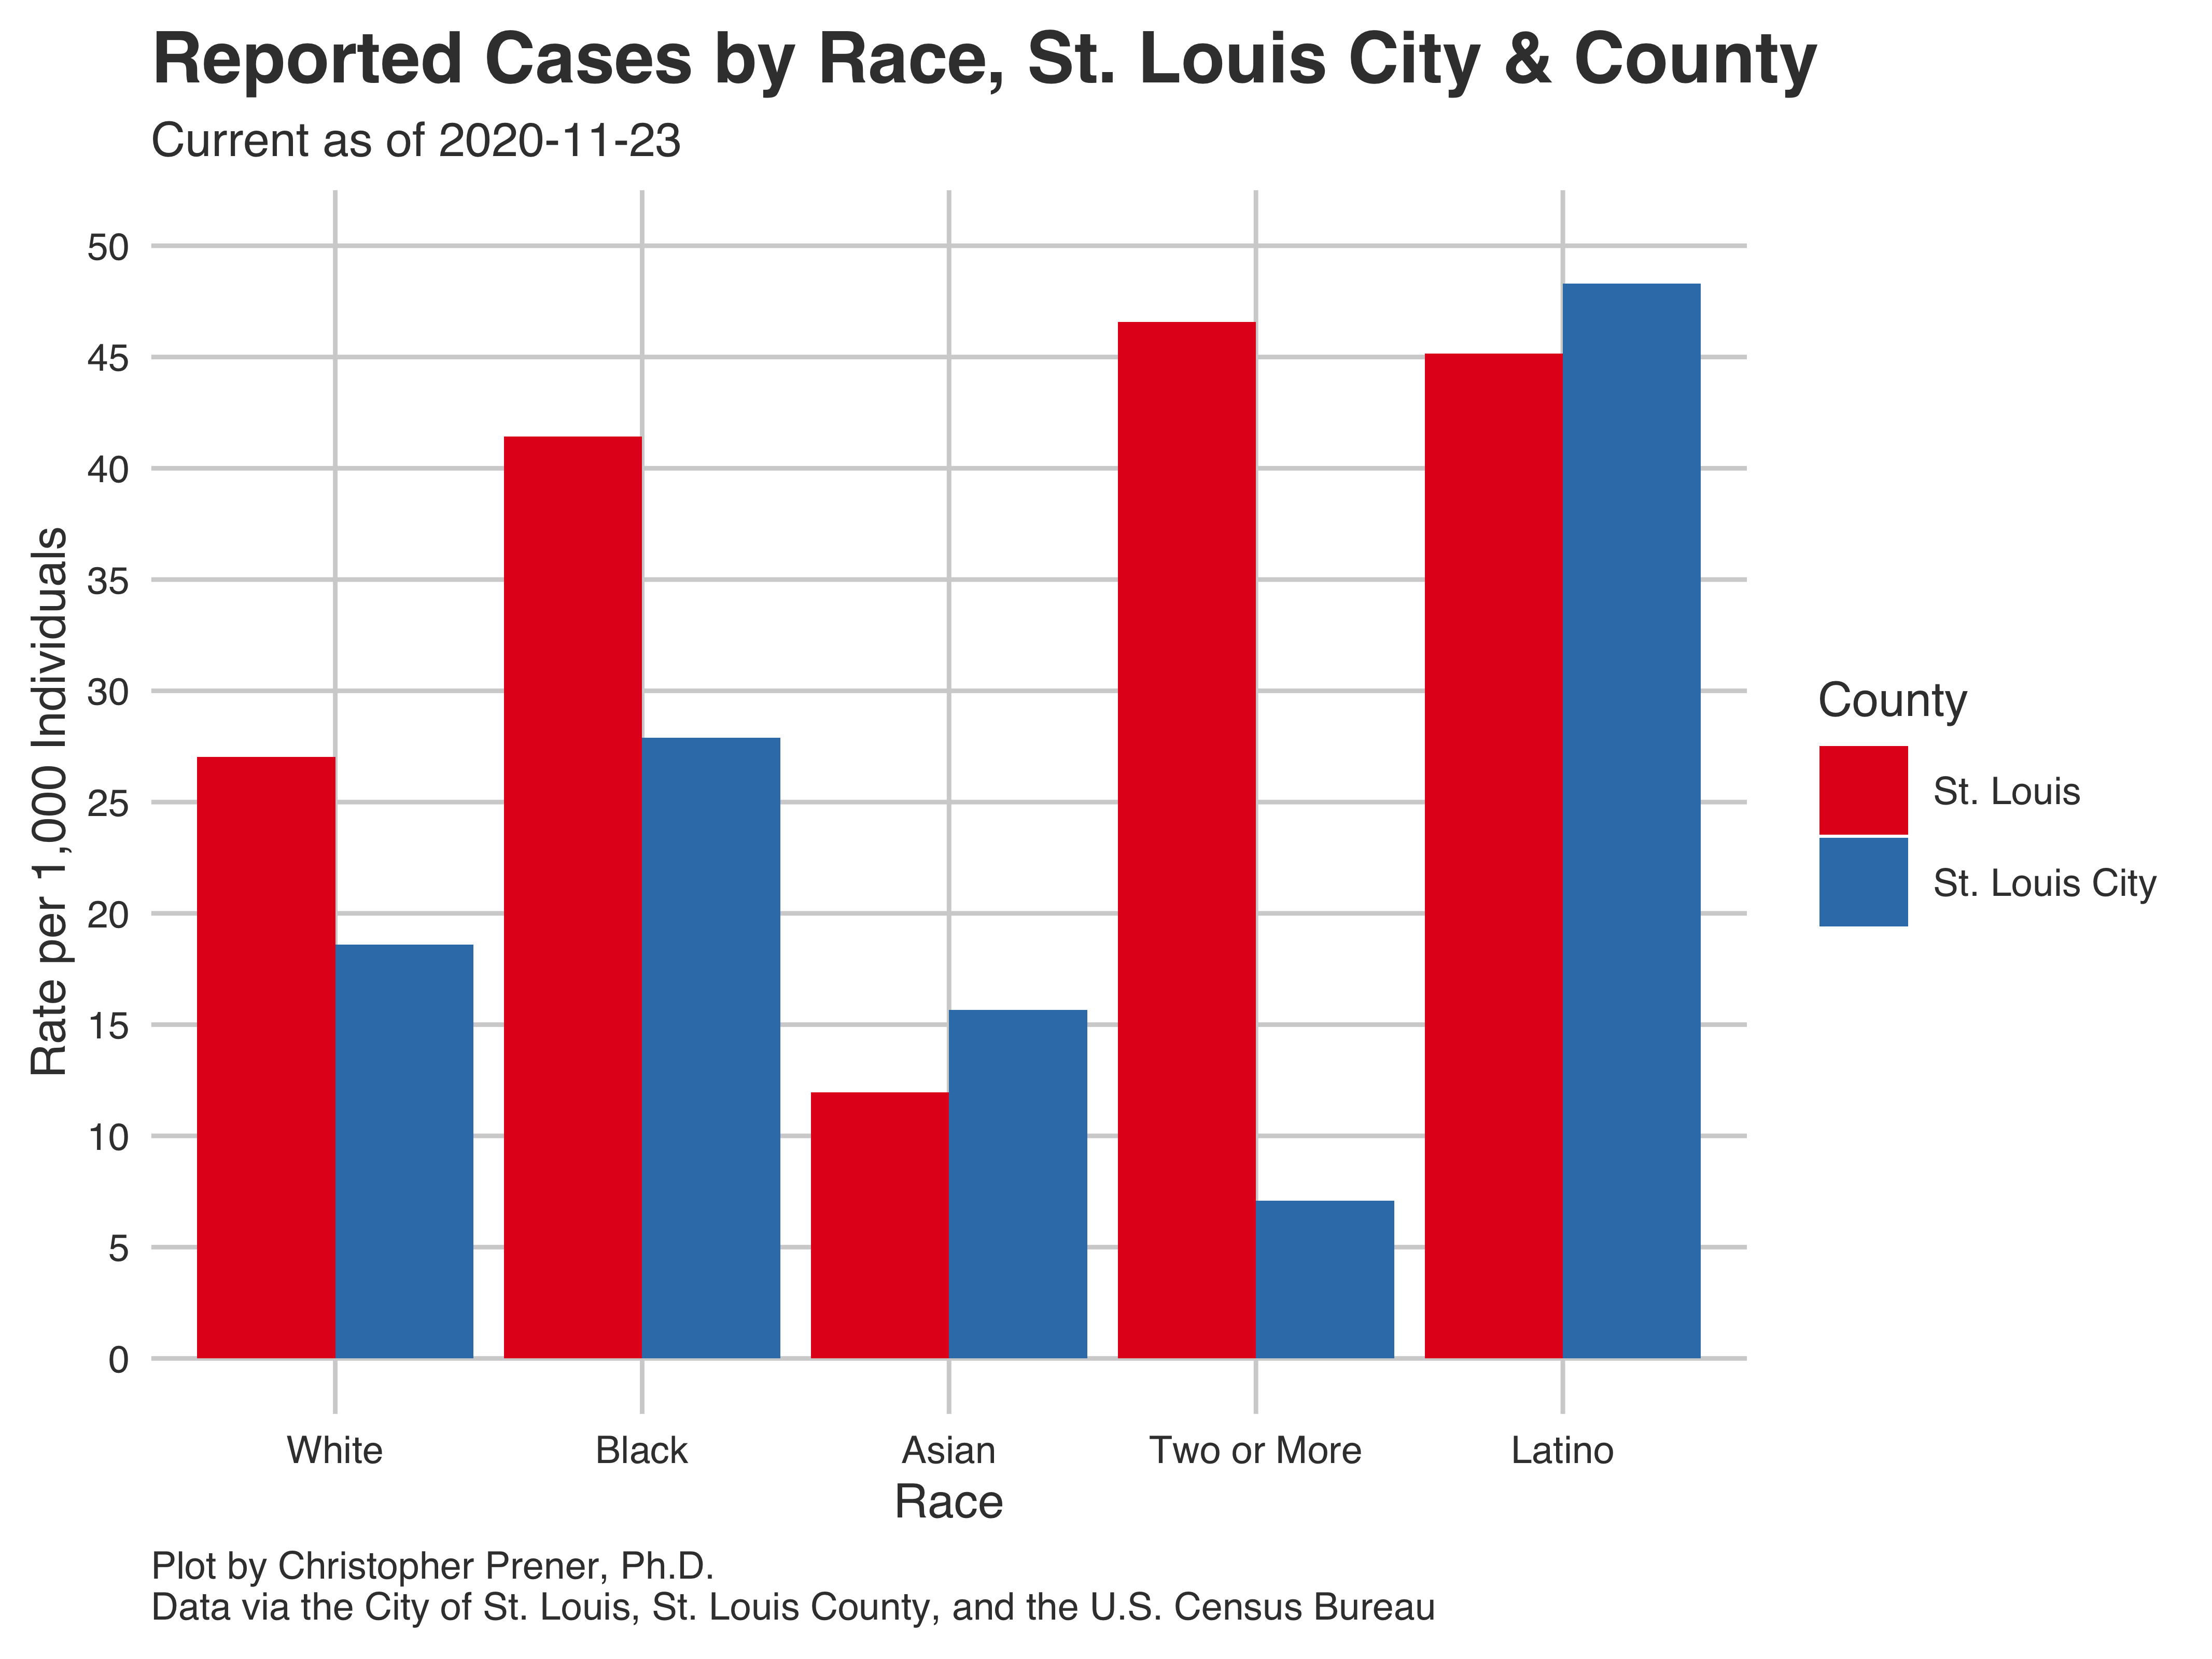 Reported Cases by Race, St. Louis City & County
Current as of 2020-11-23
Rate per 1,000 Individuals
50
45
40
35
30
25
20
15
10
5
0
White
Black
Asian
Two or More
Latino
Race
County
St. Louis
St. Louis City
Plot by Christopher Prener, Ph.D.
Data via the City of St. Louis, St. Louis County, and the U.S. Census Bureau